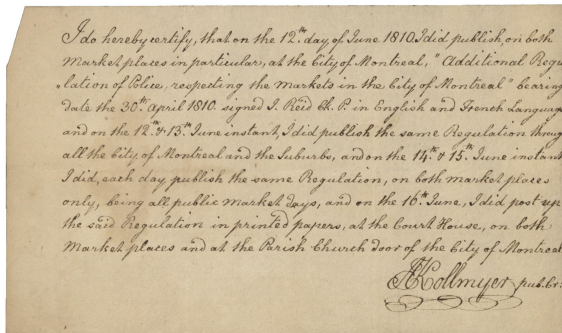 I do hereby certify, that on the 12th. day of June 1810. I did publish, on both
Market places in particular, at the City of Montreal, "Additional Regu
lation of Police, respecting the Markets in the City of Montreal" bearing
date the 30th April 1810. signed J. Reid Ck. P. in English and French Languag
and on the 12th. & 13th. June instant, I did publish the same Regulation throug
all the City of Montreal and the Suburbs, and on the 14th. & 15th. June instant
I did, each day publish the same Regulation, on both market places
only, being all public Market days, and on the 16th June, I did post up
the said Regulation in printed papers, at the Court House, on both
Market places and at the Parish Church door of the City of Montreal
Kollmyer pub. Cr.